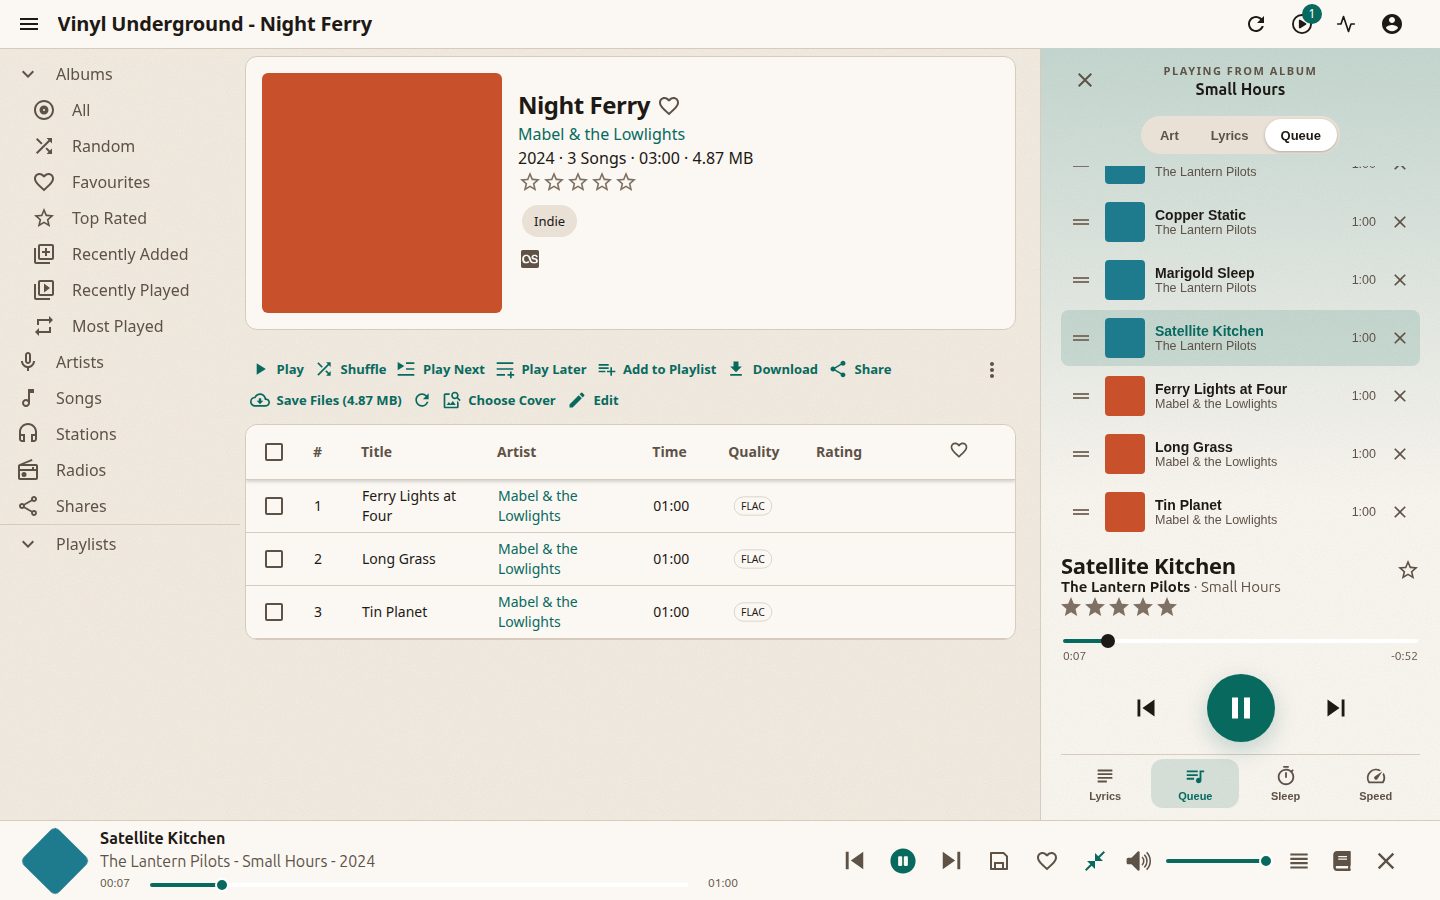 Vinyl Underground - Night Ferry
1
Albums
All
Random
Favourites
Top Rated
Recently Added
Recently Played
Most Played
Artists
Songs
Stations
Radios
Shares
Playlists
Night Ferry
Mabel & the Lowlights
2024 · 3 Songs · 03:00 · 4.87 MB
Indie
Play
Shuffle
Play Next
Play Later
Add to Playlist
Download
Share
Save Files (4.87 MB)
Choose Cover
Edit
# Title Artist Time Quality Rating
1 Ferry Lights at Four Mabel & the Lowlights 01:00 FLAC
2 Long Grass Mabel & the Lowlights 01:00 FLAC
3 Tin Planet Mabel & the Lowlights 01:00 FLAC
PLAYING FROM ALBUM
Small Hours
Art Lyrics Queue
The Lantern Pilots
Copper Static
The Lantern Pilots
1:00
Marigold Sleep
The Lantern Pilots
1:00
Satellite Kitchen
The Lantern Pilots
1:00
Ferry Lights at Four
Mabel & the Lowlights
1:00
Long Grass
Mabel & the Lowlights
1:00
Tin Planet
Mabel & the Lowlights
1:00
Satellite Kitchen
The Lantern Pilots · Small Hours
0:07 -0:52
Lyrics Queue Sleep Speed
Satellite Kitchen
The Lantern Pilots - Small Hours - 2024
00:07 01:00